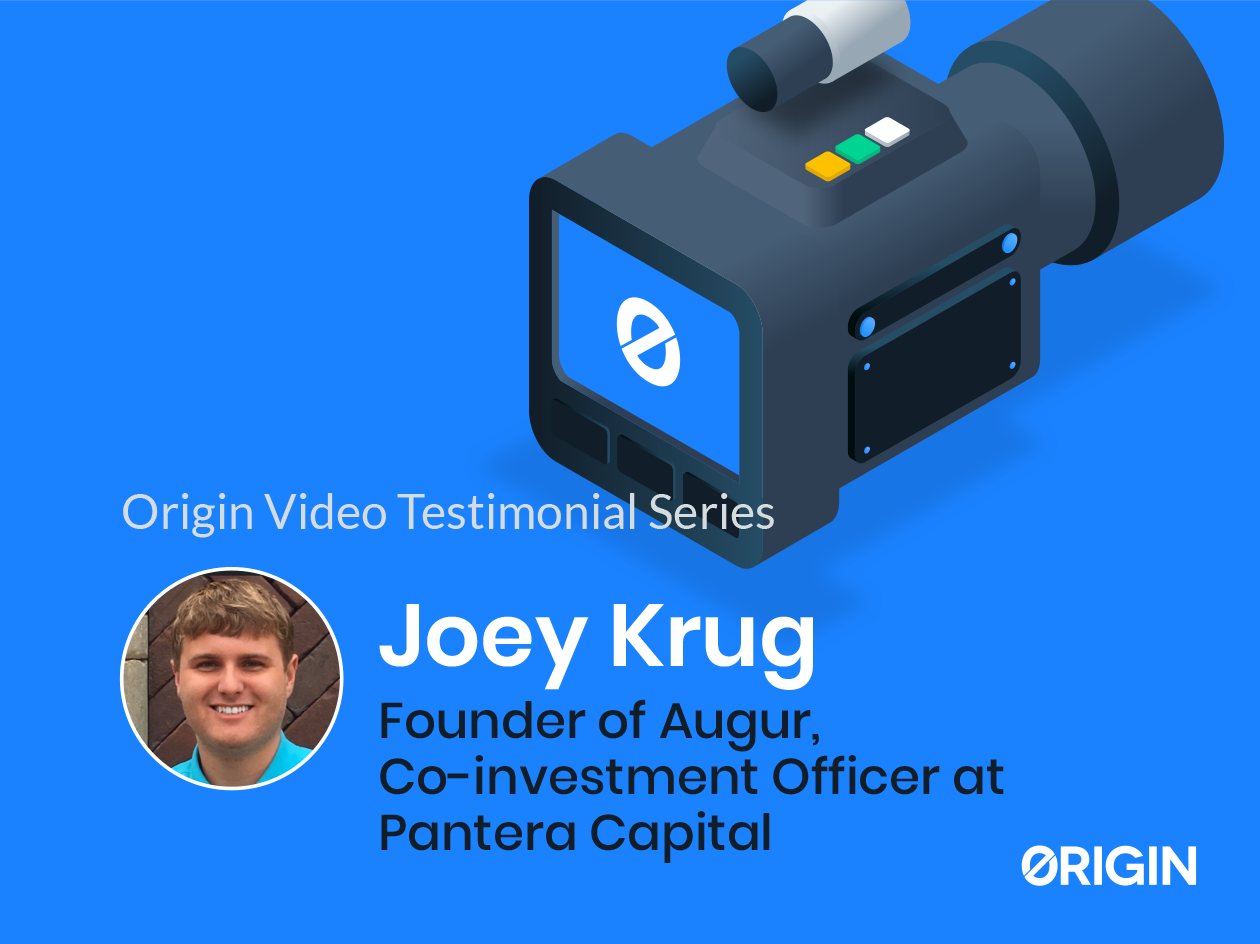 Origin Video Testimonial Series
Joey Krug
Founder of Augur,
Co-investment Officer at
Pantera Capital
ORIGIN